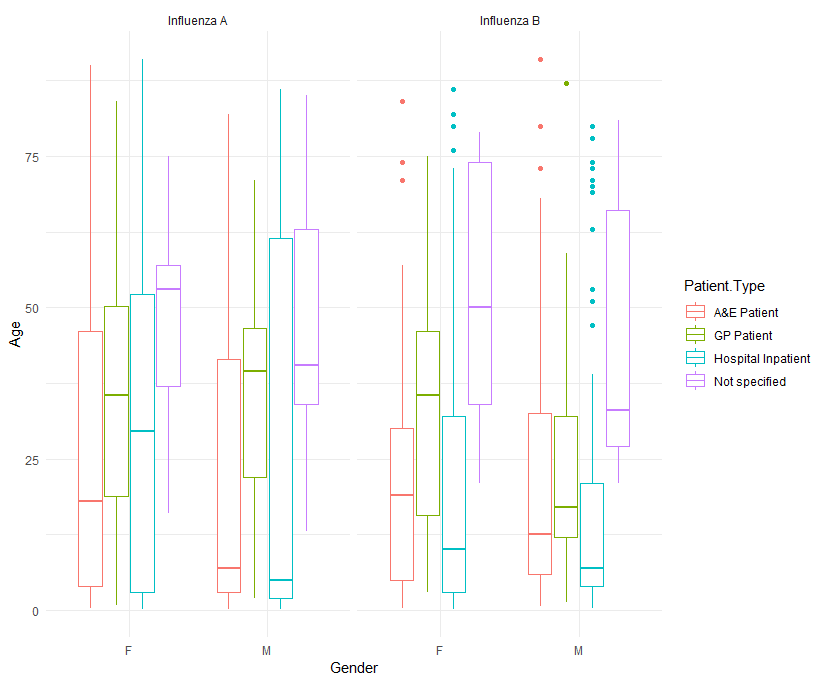 Influenza A
Influenza B
75
50
25
0
Age
F
M
F
M
Gender
Patient.Type
A&E Patient
GP Patient
Hospital Inpatient
Not specified